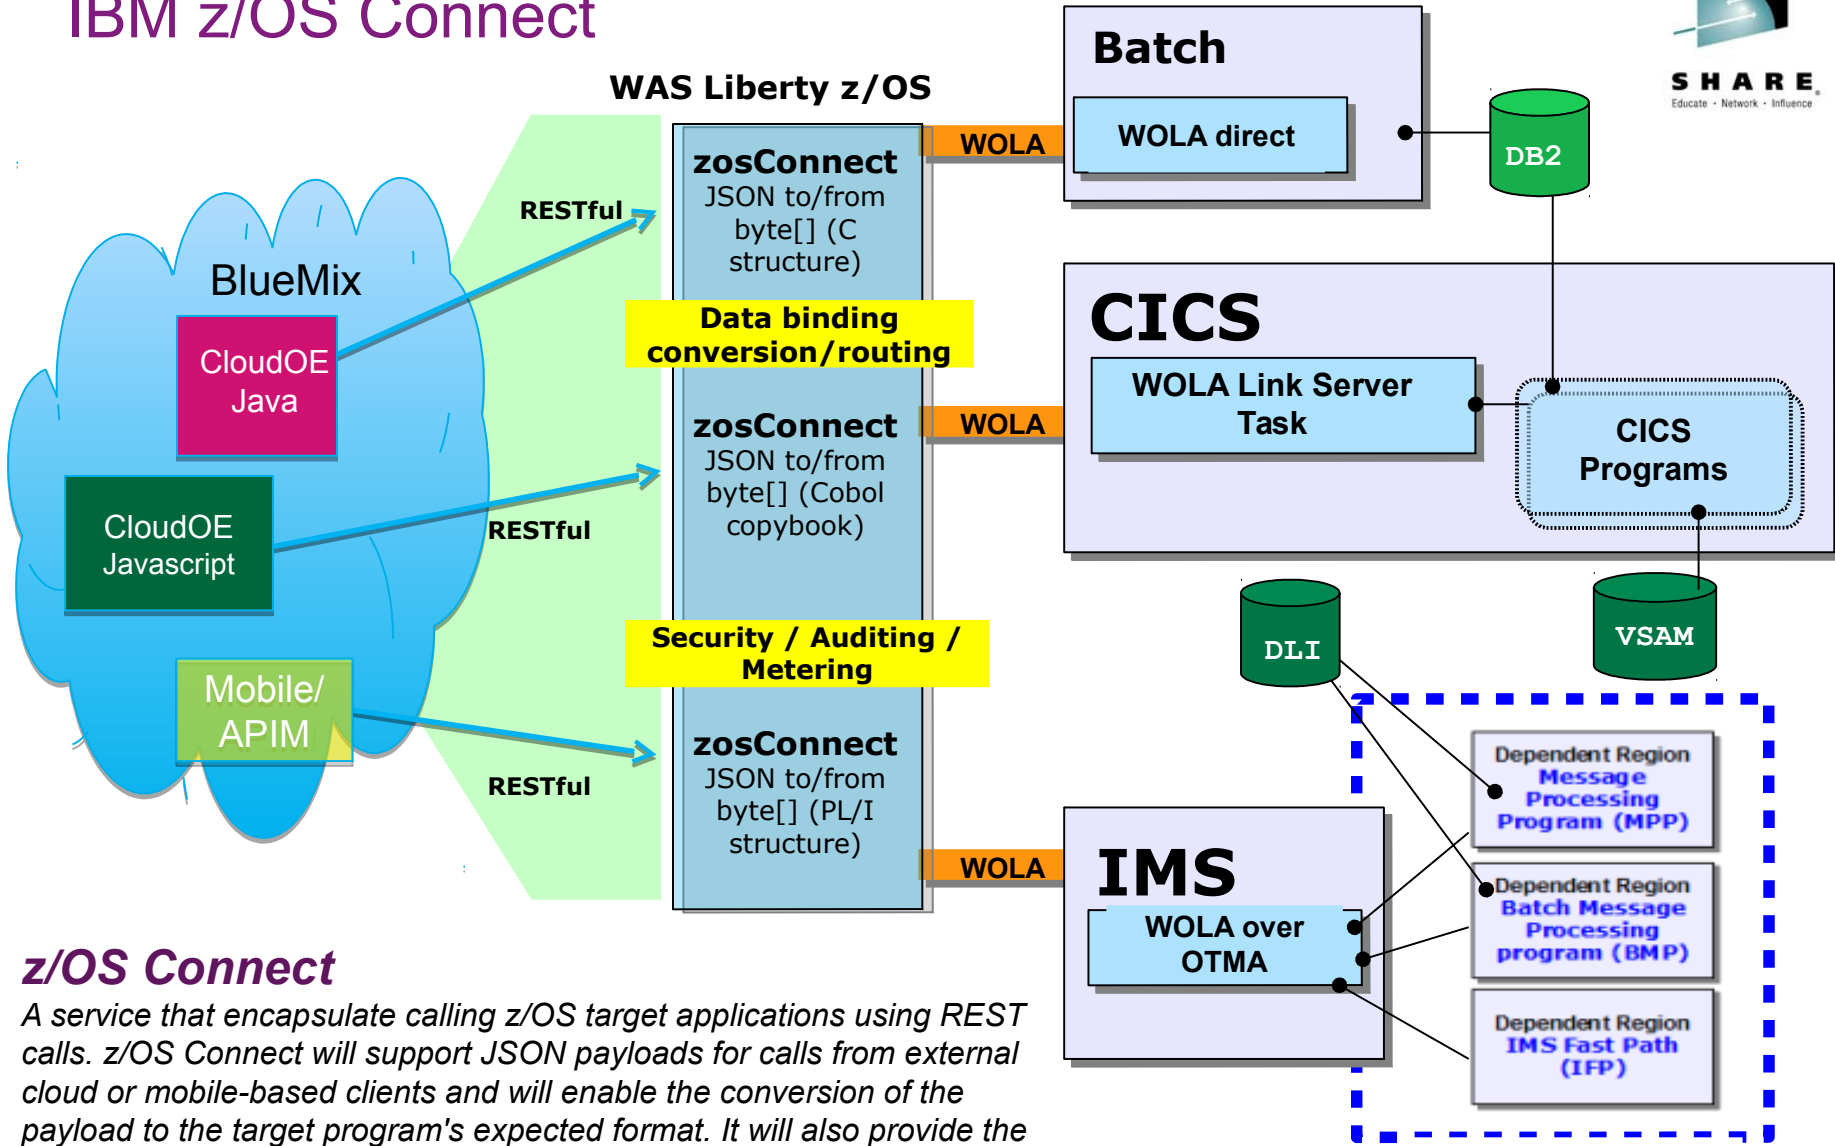 IBM z/OS Connect
SHARE
Educate · Network · Influence
WAS Liberty z/OS
BlueMix
CloudOE
Java
CloudOE
Javascript
Mobile/
APIM
RESTful
RESTful
RESTful
zosConnect
JSON to/from
byte[] (C
structure)
Data binding
conversion/routing
zosConnect
JSON to/from
byte[] (Cobol
copybook)
Security / Auditing /
Metering
zosConnect
JSON to/from
byte[] (PL/I
structure)
WOLA
WOLA
WOLA
Batch
WOLA direct
DB2
CICS
WOLA Link Server
Task
CICS
Programs
DLI
VSAM
IMS
WOLA over
OTMA
Dependent Region
Message
Processing
Program (MPP)
Dependent Region
Batch Message
Processing
program (BMP)
Dependent Region
IMS Fast Path
(IFP)
z/OS Connect
A service that encapsulate calling z/OS target applications using REST
calls. z/OS Connect will support JSON payloads for calls from external
cloud or mobile-based clients and will enable the conversion of the
payload to the target program's expected format. It will also provide the